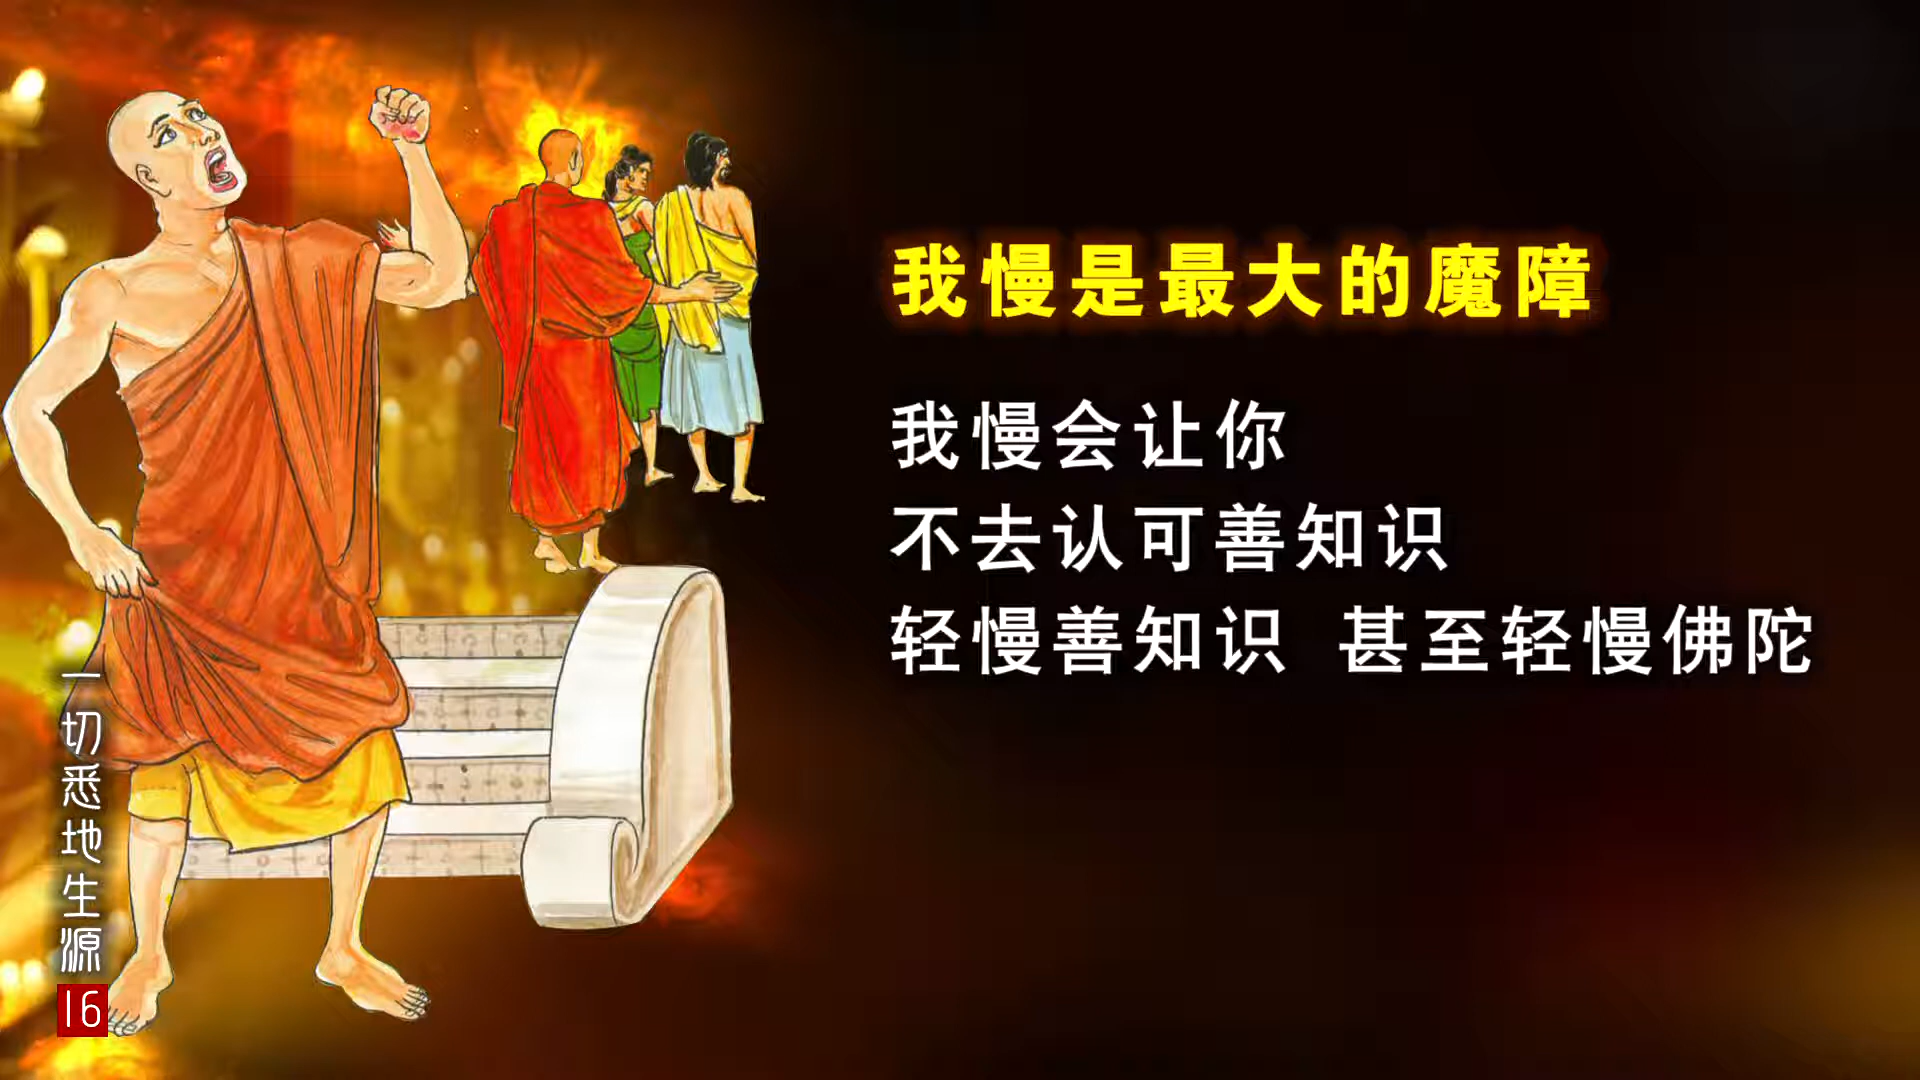 我慢是最大的魔障
我慢会让你
不去认可善知识
轻慢善知识 甚至轻慢佛陀
一切悉地生源
16